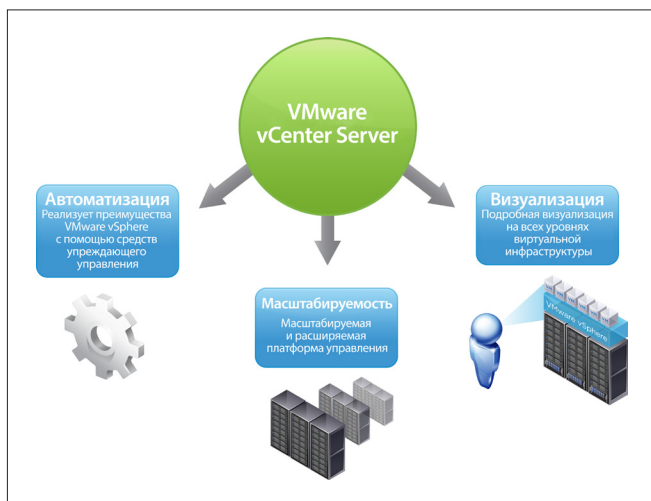 VMware
vCenter Server
Автоматизация
Реализует преимущества
VMware vSphere
с помощью средств
упреждающего
управления
Масштабируемость
Масштабируемая
и расширяемая
платформа управления
Визуализация
Подробная визуализация
на всех уровнях
виртуальной
инфраструктуры
VMware vSphere